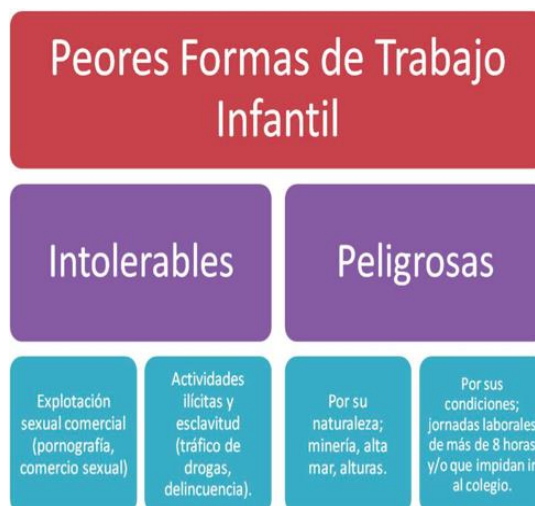 Peores Formas de Trabajo
Infantil
Intolerables
Peligrosas
Explotación
sexual comercial
(pornografía,
comercio sexual)
Actividades
ilícitas y
esclavitud
(tráfico de
drogas,
delincuencia).
Por su
naturaleza;
minería, alta
mar, alturas.
Por sus
condiciones;
jornadas laborales
de más de 8 horas
y/o que impidan ir
al colegio.